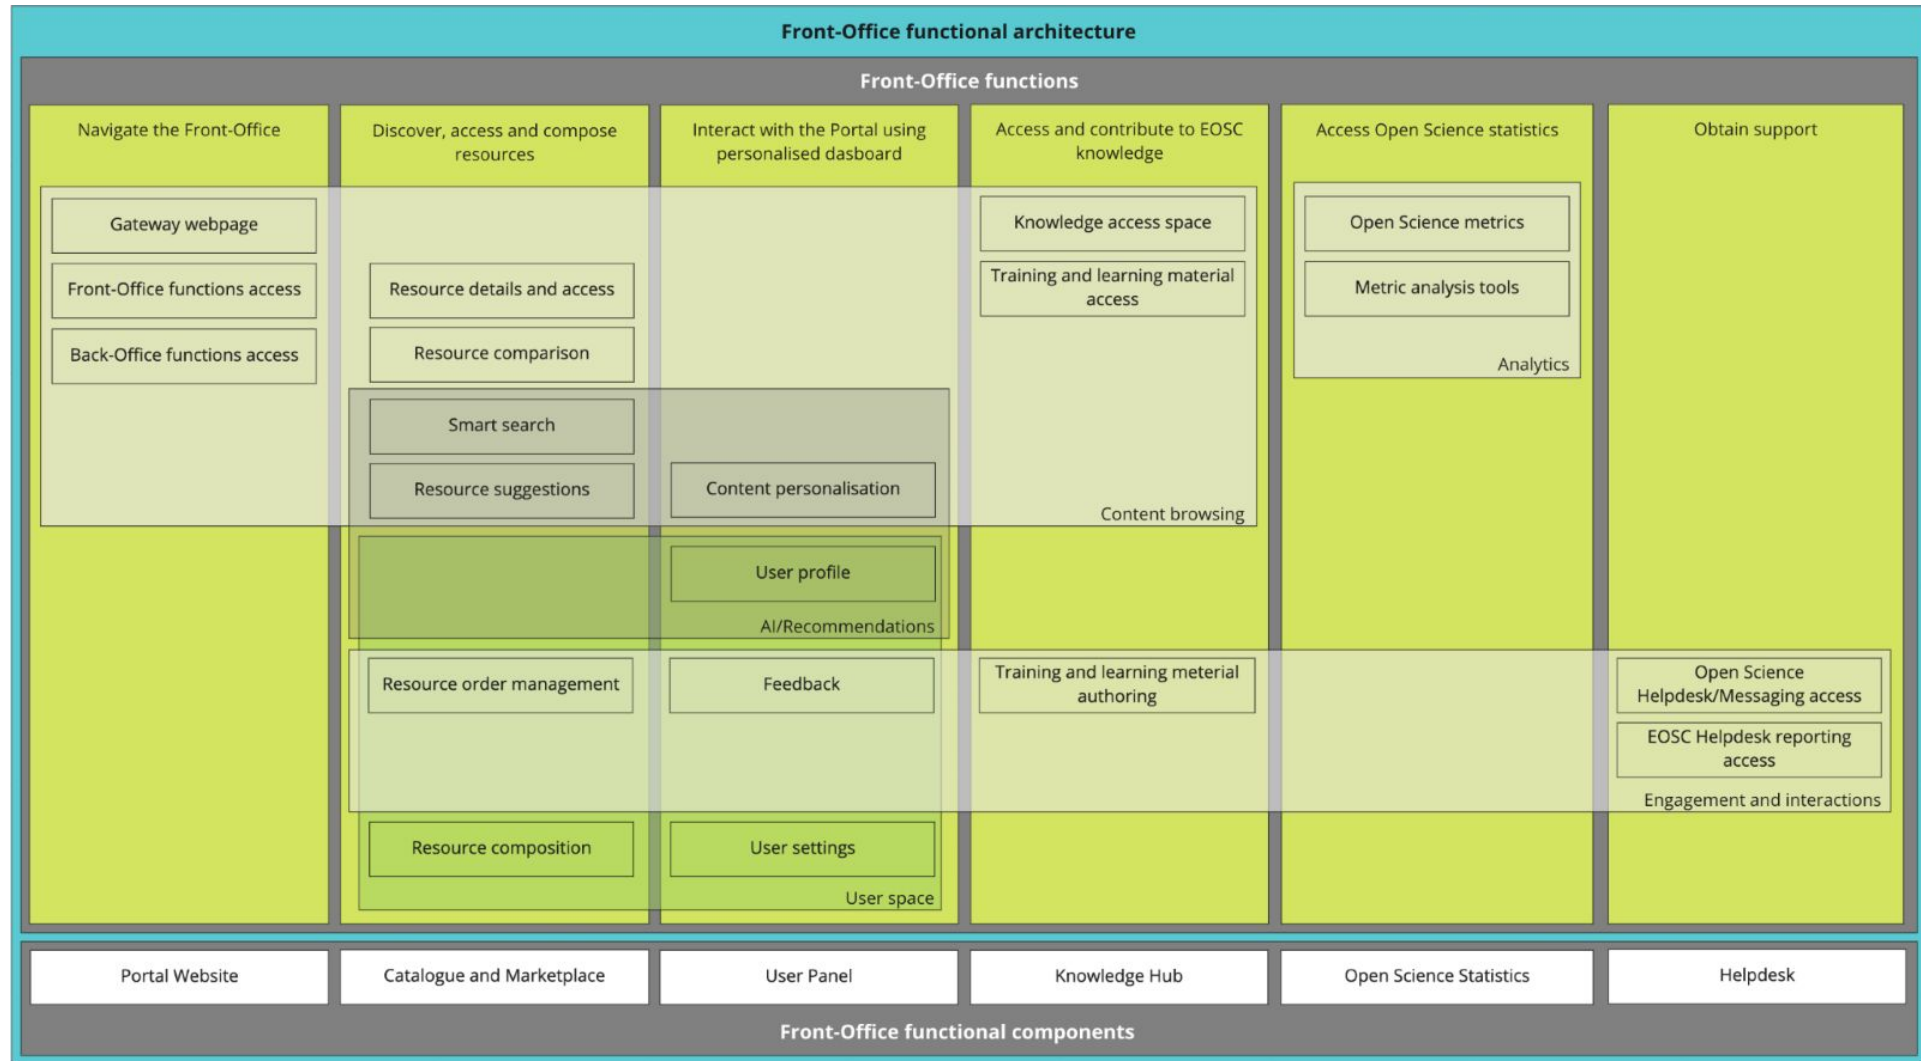 Front-Office functional architecture
Front-Office functions
Navigate the Front-Office
Discover, access and compose
resources
Interact with the Portal using
personalised dasboard
Access and contribute to EOSC
knowledge
Access Open Science statistics
Obtain support
Gateway webpage
Front-Office functions access
Back-Office functions access
Resource details and access
Resource comparison
Smart search
Resource suggestions
Content personalisation
Knowledge access space
Training and learning material
access
Content browsing
Open Science metrics
Metric analysis tools
Analytics
User profile
AI/Recommendations
Resource order management
Feedback
Training and learning meterial
authoring
Open Science
Helpdesk/Messaging access
EOSC Helpdesk reporting
access
Engagement and interactions
Resource composition
User settings
User space
Portal Website
Catalogue and Marketplace
User Panel
Knowledge Hub
Open Science Statistics
Helpdesk
Front-Office functional components